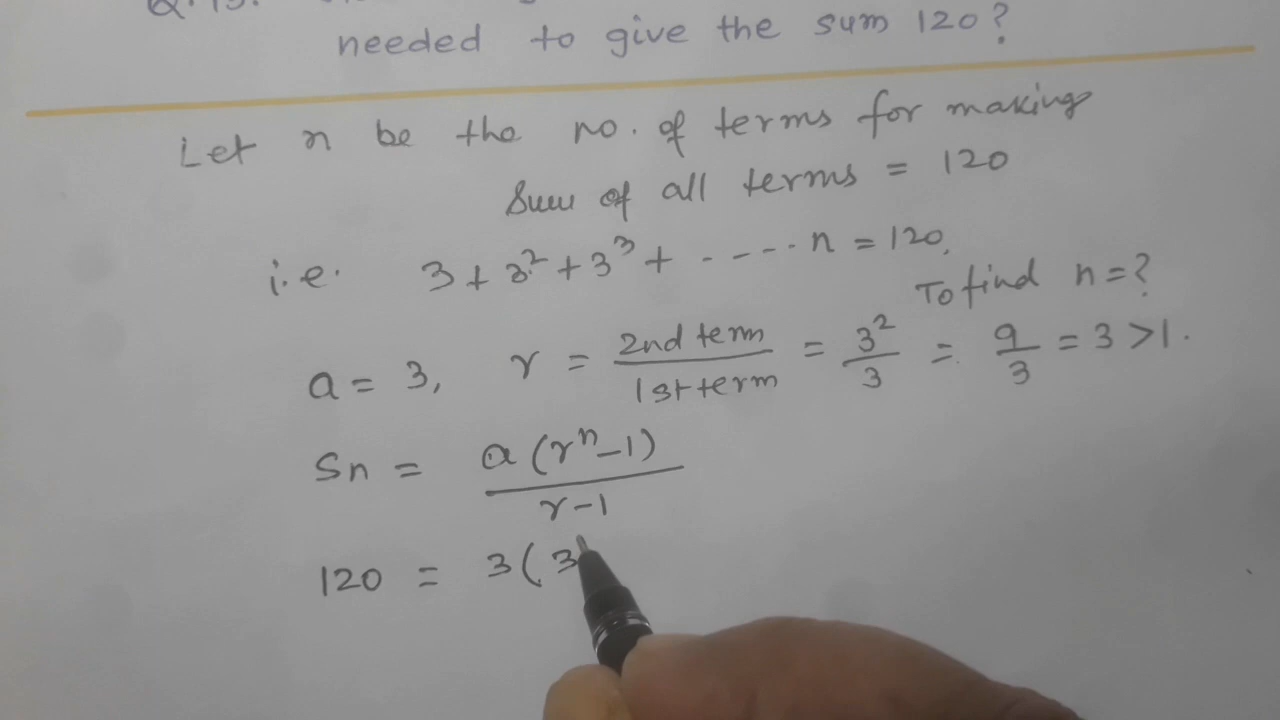 Q.
needed to give the sum 120?
Let n be the no. of terms for making
Sum of all terms = 120
i.e. 3 + 3² + 3³ + - - - - . n = 120.
To find n = ?
a = 3, r = 2nd term / 1st term = 3² / 3 = 9 / 3 = 3 > 1.
Sn = a (rⁿ - 1) / r - 1
120 = 3 ( 3